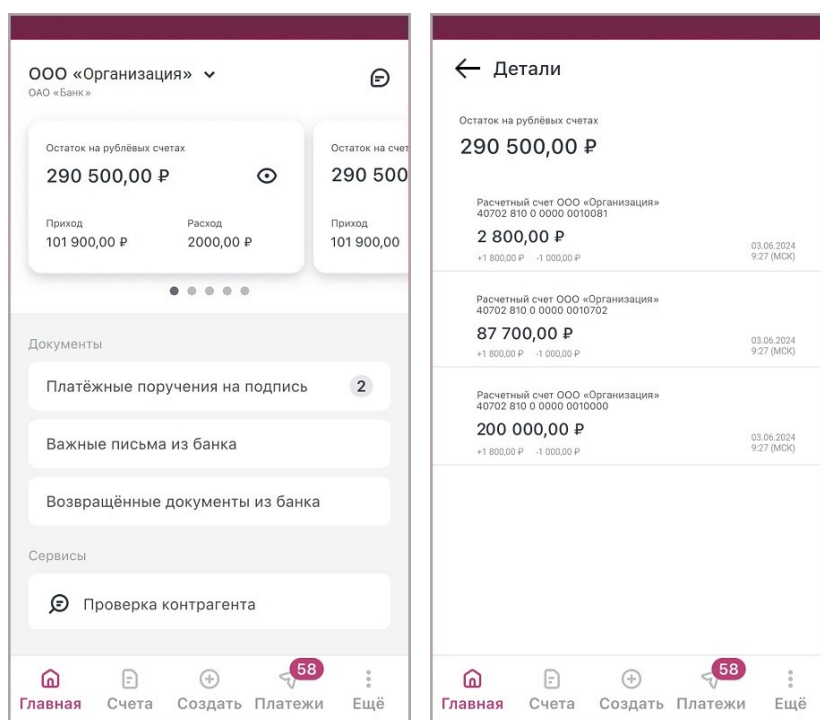 ООО «Организация»
ОАО «Банк»
Остаток на рублёвых счетах
290 500,00 ₽
Приход
Расход
101 900,00 ₽
2000,00 ₽
Остаток на счет
290 500
Приход
101 900,00
Документы
Платёжные поручения на подпись
2
Важные письма из банка
Возвращённые документы из банка
Сервисы
Проверка контрагента
58
Главная
Счета
Создать
Платежи
Ещё
Детали
Остаток на рублёвых счетах
290 500,00 ₽
Расчетный счет ООО «Организация»
40702 810 0 0000 0010081
2 800,00 ₽
+1 800,00 ₽ -1 000,00 ₽
03.06.2024
9:27 (МСК)
Расчетный счет ООО «Организация»
40702 810 0 0000 0010702
87 700,00 ₽
+1 800,00 ₽ -1 000,00 ₽
03.06.2024
9:27 (МСК)
Расчетный счет ООО «Организация»
40702 810 0 0000 0010000
200 000,00 ₽
+1 800,00 ₽ -1 000,00 ₽
03.06.2024
9:27 (МСК)
58
Главная
Счета
Создать
Платежи
Ещё